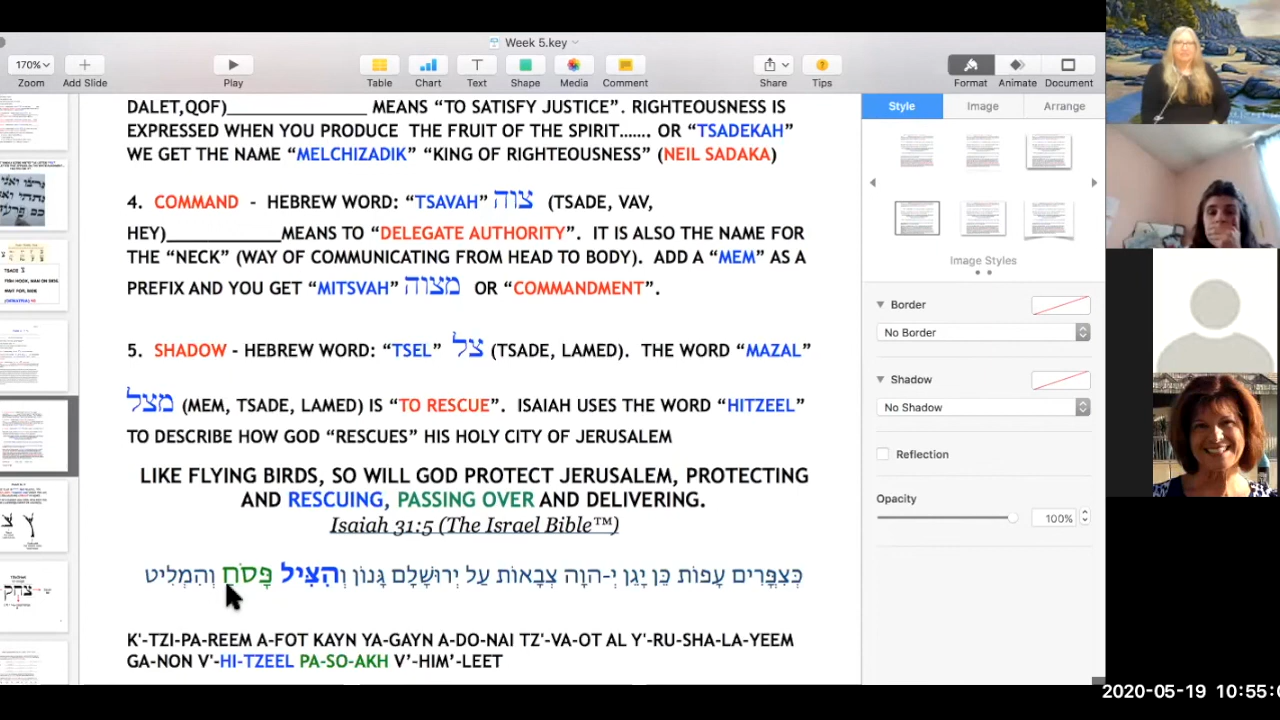 Week 5.key
170%
Zoom
Add Slide
Play
Table
Chart
Text
Shape
Media
Comment
Share
Tips
Format
Animate
Document
DALET,QOF)______________ MEANS “TO SATISFY JUSTICE”. RIGHTEOUSNESS IS
EXPRESSED WHEN YOU PRODUCE THE FRUIT OF THE SPIRIT...... OR “TSADEKAH”
WE GET THE NAME “MELCHIZADIK” “KING OF RIGHTEOUSNESS” (NEIL SADAKA)
4. COMMAND - HEBREW WORD: “TSAVAH” צוה (TSADE, VAV,
HEY)____________MEANS TO “DELEGATE AUTHORITY”. IT IS ALSO THE NAME FOR
THE “NECK” (WAY OF COMMUNICATING FROM HEAD TO BODY). ADD A “MEM” AS A
PREFIX AND YOU GET “MITSVAH” מצוה OR “COMMANDMENT”.
5. SHADOW - HEBREW WORD: “TSEL” צל (TSADE, LAMED). THE WORD “MAZAL”
מצל (MEM, TSADE, LAMED) IS “TO RESCUE”. ISAIAH USES THE WORD “HITZEEL”
TO DESCRIBE HOW GOD “RESCUES” HIS HOLY CITY OF JERUSALEM
LIKE FLYING BIRDS, SO WILL GOD PROTECT JERUSALEM, PROTECTING
AND RESCUING, PASSING OVER AND DELIVERING.
Isaiah 31:5 (The Israel Bible™)
כְּצִפֳּרִים עָפוֹת כֵּן יָגֵן יְ-הוָה צְבָאוֹת עַל יְרוּשָׁלִָם גָּנוֹן וְהִצִּיל פָּסֹחַ וְהִמְלִיט
K'-TZI-PA-REEM A-FOT KAYN YA-GAYN A-DO-NAI TZ'-VA-OT AL Y'-RU-SHA-LA-YEEM
GA-NON V'-HI-TZEEL PA-SO-AKH V’-HIM’-LEET
Style
Image
Arrange
Image Styles
Border
No Border
Shadow
No Shadow
Reflection
Opacity
100%
2020-05-19 10:55:0